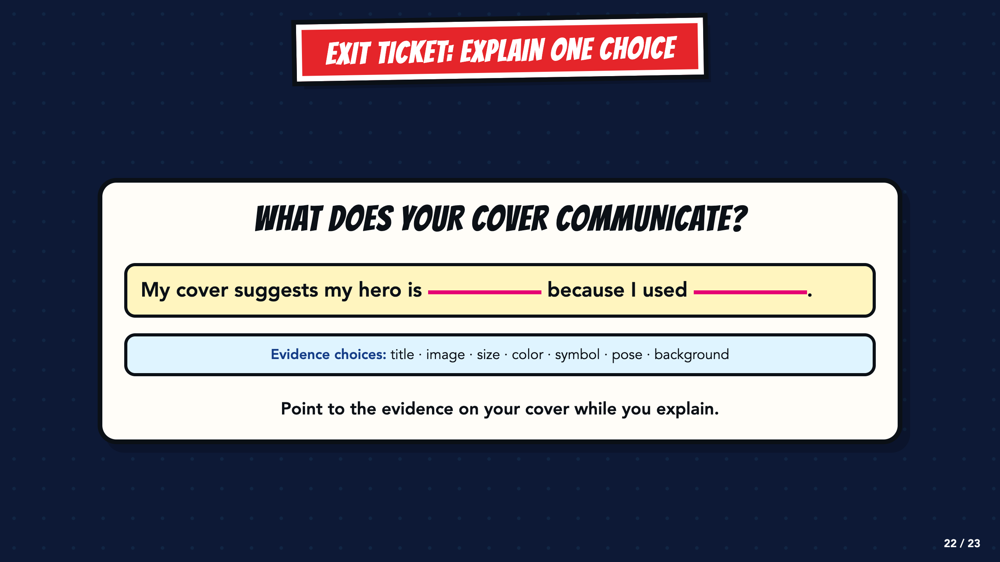 EXIT TICKET: EXPLAIN ONE CHOICE
WHAT DOES YOUR COVER COMMUNICATE?
My cover suggests my hero is ________ because I used ________.
Evidence choices: title · image · size · color · symbol · pose · background
Point to the evidence on your cover while you explain.
22 / 23